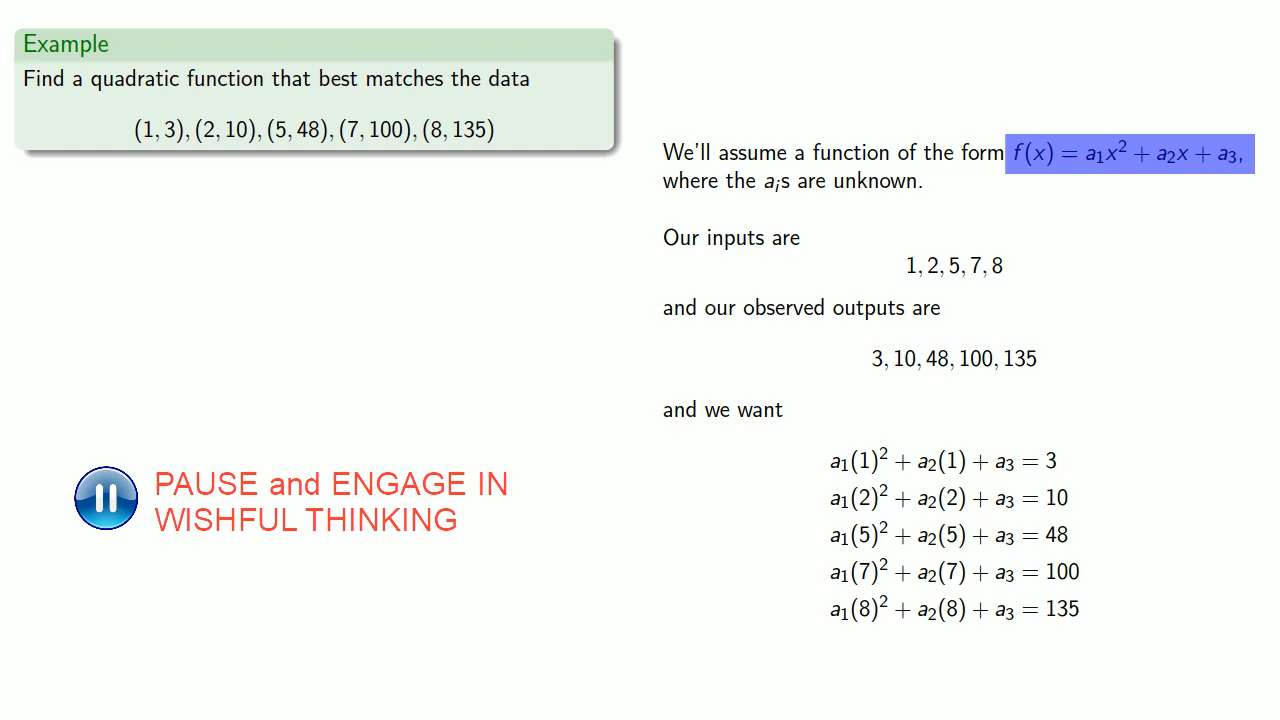 Example
Find a quadratic function that best matches the data
(1, 3), (2, 10), (5, 48), (7, 100), (8, 135)
We'll assume a function of the form f(x) = a₁x² + a₂x + a₃,
where the aᵢs are unknown.
Our inputs are
1, 2, 5, 7, 8
and our observed outputs are
3, 10, 48, 100, 135
and we want
a₁(1)² + a₂(1) + a₃ = 3
a₁(2)² + a₂(2) + a₃ = 10
a₁(5)² + a₂(5) + a₃ = 48
a₁(7)² + a₂(7) + a₃ = 100
a₁(8)² + a₂(8) + a₃ = 135
PAUSE and ENGAGE IN
WISHFUL THINKING